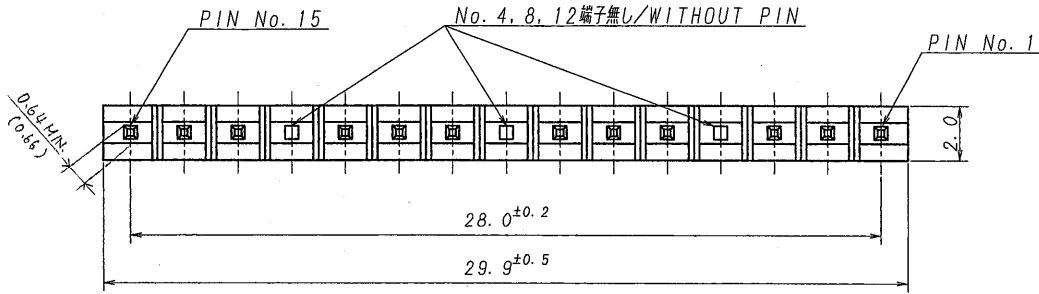 PIN No. 15
No. 4, 8, 12端子無し/WITHOUT PIN
PIN No. 1
0.64 MIN.
(0.66)
2.0
28.0±0.2
29.9±0.5